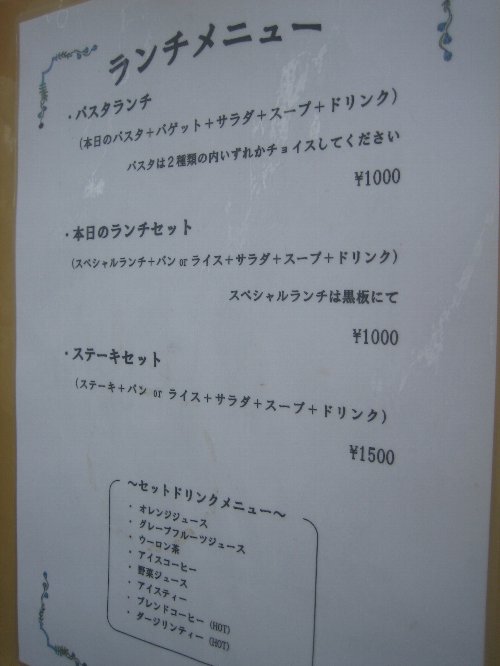 ランチメニュー
・パスタランチ
(本日のパスタ＋バゲット＋サラダ＋スープ＋ドリンク)
パスタは２種類の内いずれかチョイスしてください
¥1000
・本日のランチセット
(スペシャルランチ＋パン or ライス＋サラダ＋スープ＋ドリンク)
スペシャルランチは黒板にて
¥1000
・ステーキセット
(ステーキ＋パン or ライス＋サラダ＋スープ＋ドリンク)
¥1500
～セットドリンクメニュー～
・ オレンジジュース
・ グレープフルーツジュース
・ ウーロン茶
・ アイスコーヒー
・ 野菜ジュース
・ アイスティー
・ ブレンドコーヒー (HOT)
・ ダージリンティー (HOT)